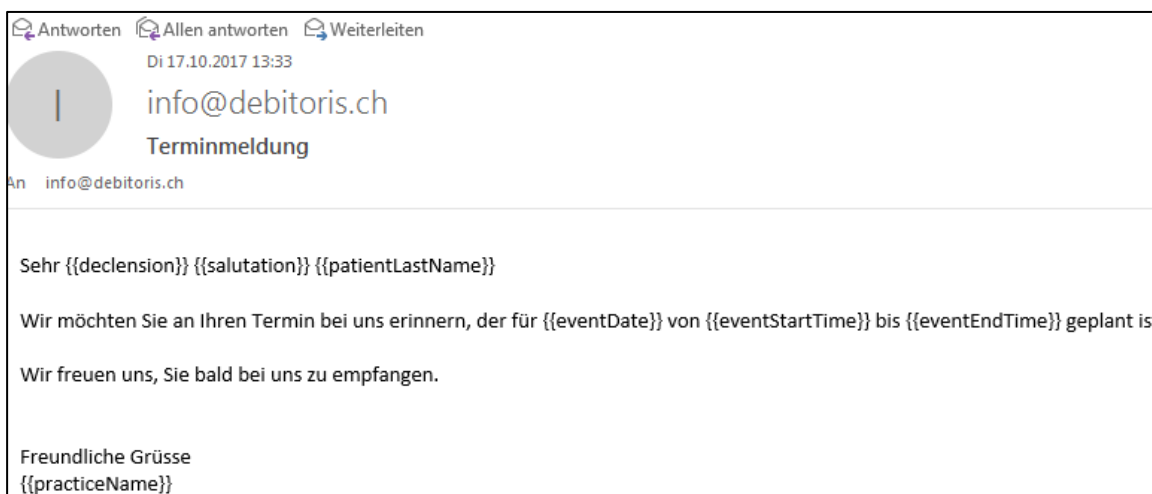 Antworten Allen antworten Weiterleiten
Di 17.10.2017 13:33
I
info@debitoris.ch
Terminmeldung
An info@debitoris.ch
Sehr {{declension}} {{salutation}} {{patientLastName}}
Wir möchten Sie an Ihren Termin bei uns erinnern, der für {{eventDate}} von {{eventStartTime}} bis {{eventEndTime}} geplant is
Wir freuen uns, Sie bald bei uns zu empfangen.
Freundliche Grüsse
{{practiceName}}